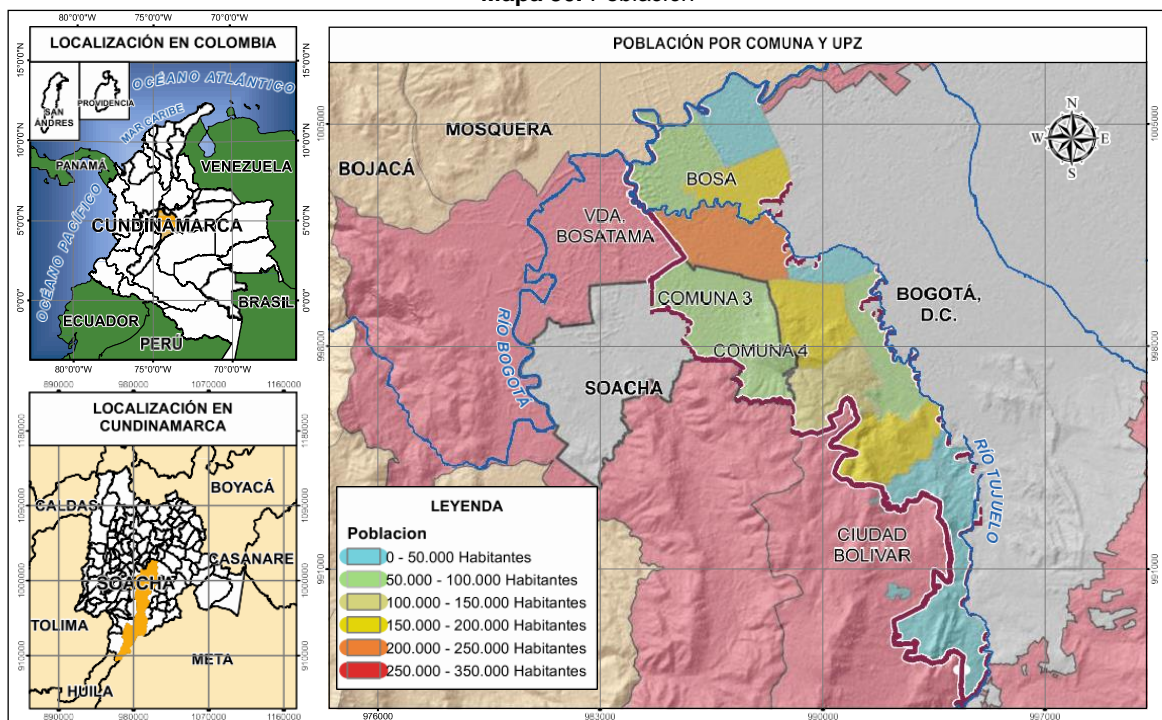 LOCALIZACIÓN EN COLOMBIA
80°0'0"W
75°0'0"W
70°0'0"W
15°0'0"N
10°0'0"N
5°0'0"N
0°0'0"
SAN
ÁNDRES
PROVIDENCIA
OCÉANO ATLÁNTICO
MAR CARIBE
PANAMÁ
VENEZUELA
OCÉANO PACÍFICO
CUNDINAMARCA
BRASIL
ECUADOR
PERÚ
80°0'0"W
75°0'0"W
70°0'0"W
890000
980000
1070000
1160000
LOCALIZACIÓN EN
CUNDINAMARCA
1180000
1090000
1000000
910000
BOYACÁ
CALDAS
CASANARE
SOACHA
TOLIMA
META
HUILA
890000
980000
1070000
1160000
POBLACIÓN POR COMUNA Y UPZ
MOSQUERA
BOJACÁ
BOSA
VDA.
BOSATAMA
COMUNA 3
COMUNA 4
RÍO BOGOTÁ
SOACHA
BOGOTÁ,
D.C.
RÍO TUJUELO
CIUDAD
BOLIVAR
N
W
E
S
1005000
998000
991000
976000
983000
990000
997000
LEYENDA
Poblacion
0 - 50.000 Habitantes
50.000 - 100.000 Habitantes
100.000 - 150.000 Habitantes
150.000 - 200.000 Habitantes
200.000 - 250.000 Habitantes
250.000 - 350.000 Habitantes